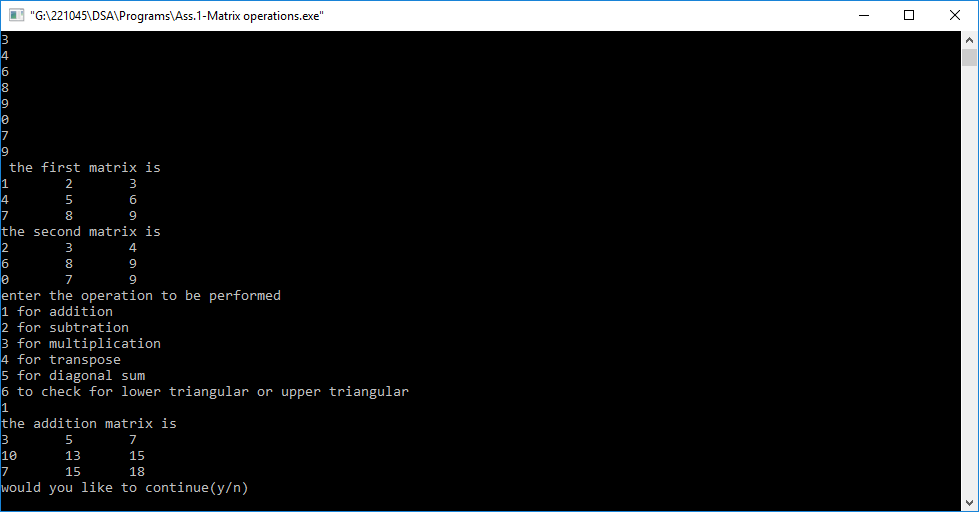 "G:\221045\DSA\Programs\Ass.1-Matrix operations.exe"
3
4
6
8
9
0
7
9
the first matrix is
1 2 3
4 5 6
7 8 9
the second matrix is
2 3 4
6 8 9
0 7 9
enter the operation to be performed
1 for addition
2 for subtration
3 for multiplication
4 for transpose
5 for diagonal sum
6 to check for lower triangular or upper triangular
1
the addition matrix is
3 5 7
10 13 15
7 15 18
would you like to continue(y/n)